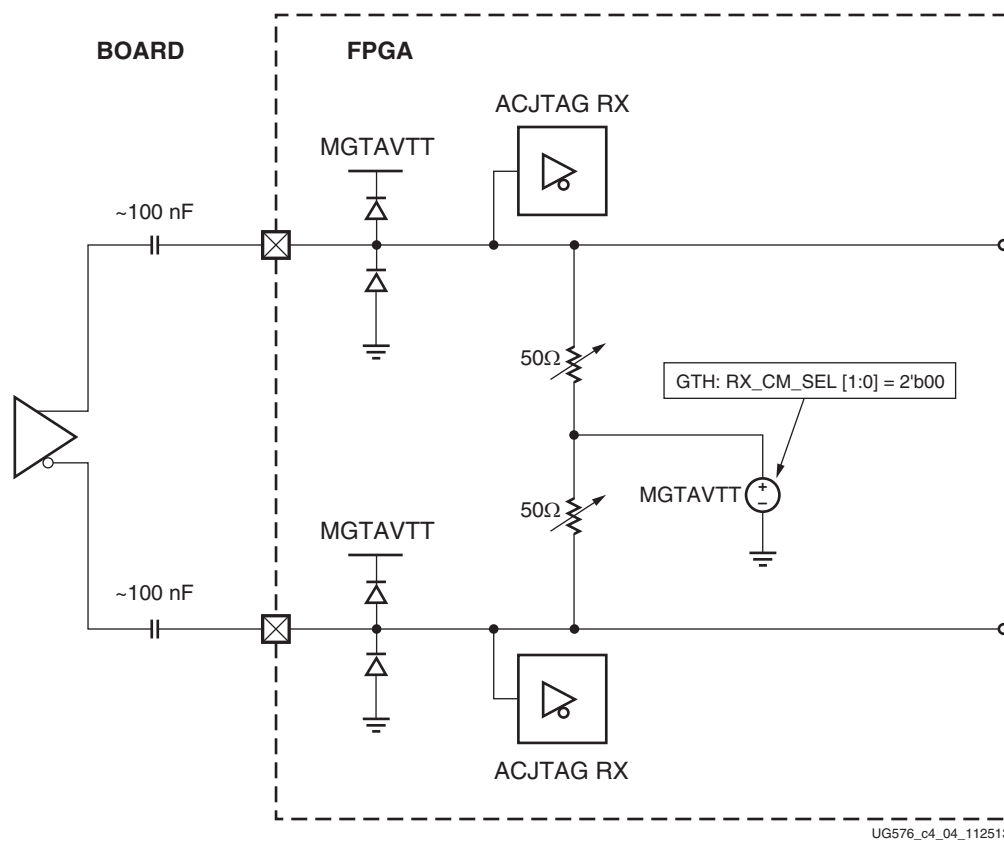 BOARD
FPGA
ACJTAG RX
MGTAVTT
~100 nF
50Ω
GTH: RX_CM_SEL [1:0] = 2'b00
MGTAVTT
+
−
50Ω
MGTAVTT
~100 nF
ACJTAG RX
UG576_c4_04_112513